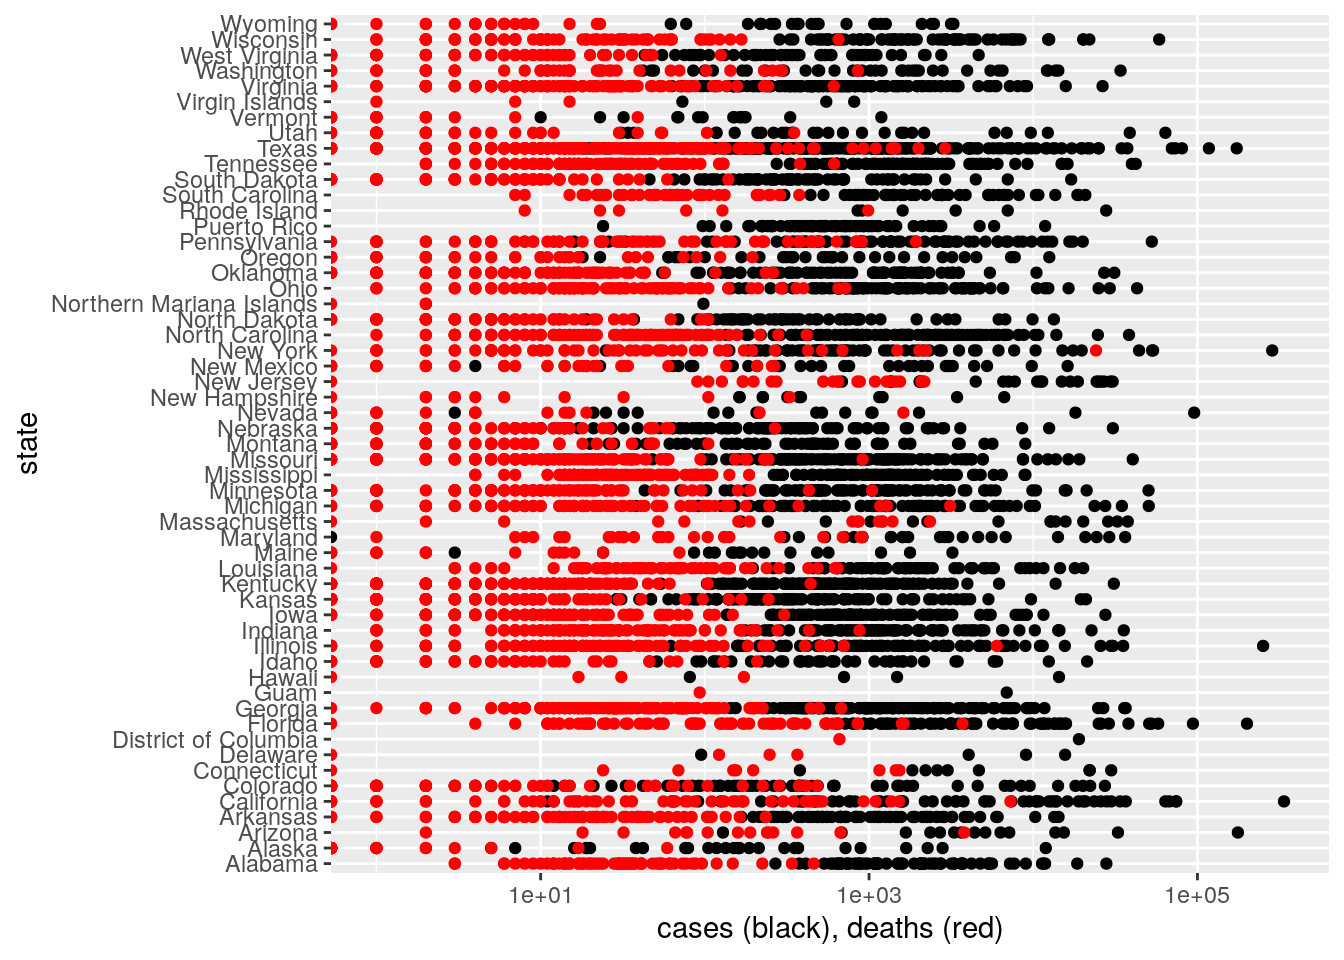 Wyoming
Wisconsin
West Virginia
Washington
Virginia
Virgin Islands
Vermont
Utah
Texas
Tennessee
South Dakota
South Carolina
Rhode Island
Puerto Rico
Pennsylvania
Oregon
Oklahoma
Ohio
Northern Mariana Islands
North Dakota
North Carolina
New York
New Mexico
New Jersey
New Hampshire
Nevada
Nebraska
Montana
Missouri
Mississippi
Minnesota
Michigan
Massachusetts
Maryland
Maine
Louisiana
Kentucky
Kansas
Iowa
Indiana
Illinois
Idaho
Hawaii
Guam
Georgia
Florida
District of Columbia
Delaware
Connecticut
Colorado
California
Arkansas
Arizona
Alaska
Alabama
state
1e+01 1e+03 1e+05
cases (black), deaths (red)